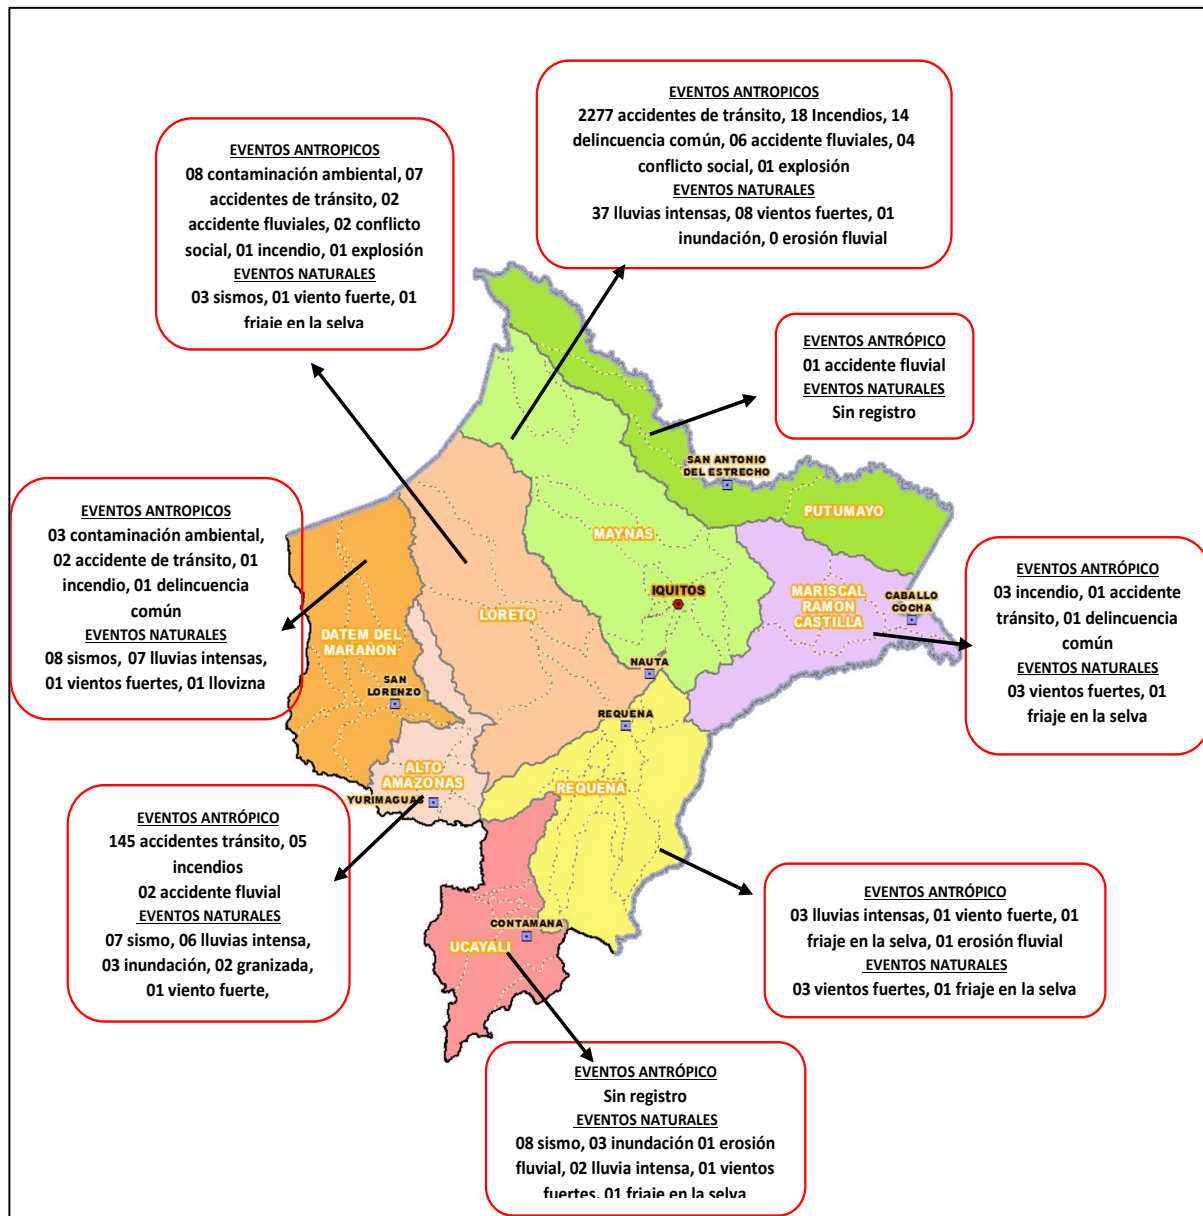 EVENTOS ANTROPICOS
2277 accidentes de tránsito, 18 Incendios, 14
delincuencia común, 06 accidente fluviales, 04
conflicto social, 01 explosión
EVENTOS NATURALES
37 lluvias intensas, 08 vientos fuertes, 01
inundación, 0 erosión fluvial
EVENTOS ANTROPICOS
08 contaminación ambiental, 07
accidentes de tránsito, 02
accidente fluviales, 02 conflicto
social, 01 incendio, 01 explosión
EVENTOS NATURALES
03 sismos, 01 viento fuerte, 01
friaje en la selva
EVENTOS ANTRÓPICO
01 accidente fluvial
EVENTOS NATURALES
Sin registro
EVENTOS ANTROPICOS
03 contaminación ambiental,
02 accidente de tránsito, 01
incendio, 01 delincuencia
común
EVENTOS NATURALES
08 sismos, 07 lluvias intensas,
01 vientos fuertes, 01 llovizna
EVENTOS ANTRÓPICO
03 incendio, 01 accidente
tránsito, 01 delincuencia
común
EVENTOS NATURALES
03 vientos fuertes, 01
friaje en la selva
SAN ANTONIO
DEL ESTRECHO
PUTUMAYO
MAYNAS
IQUITOS
MARISCAL
RAMON
CASTILLA
CABALLO
COCHA
LORETO
DATEM DEL
MARAÑON
NAUTA
SAN
LORENZO
REQUENA
ALTO
AMAZONAS
REQUENA
YURIMAGUAS
CONTAMANA
UCAYALI
EVENTOS ANTRÓPICO
145 accidentes tránsito, 05
incendios
02 accidente fluvial
EVENTOS NATURALES
07 sismo, 06 lluvias intensa,
03 inundación, 02 granizada,
01 viento fuerte,
EVENTOS ANTRÓPICO
03 lluvias intensas, 01 viento fuerte, 01
friaje en la selva, 01 erosión fluvial
EVENTOS NATURALES
03 vientos fuertes, 01 friaje en la selva
EVENTOS ANTRÓPICO
Sin registro
EVENTOS NATURALES
08 sismo, 03 inundación 01 erosión
fluvial, 02 lluvia intensa, 01 vientos
fuertes, 01 friaje en la selva